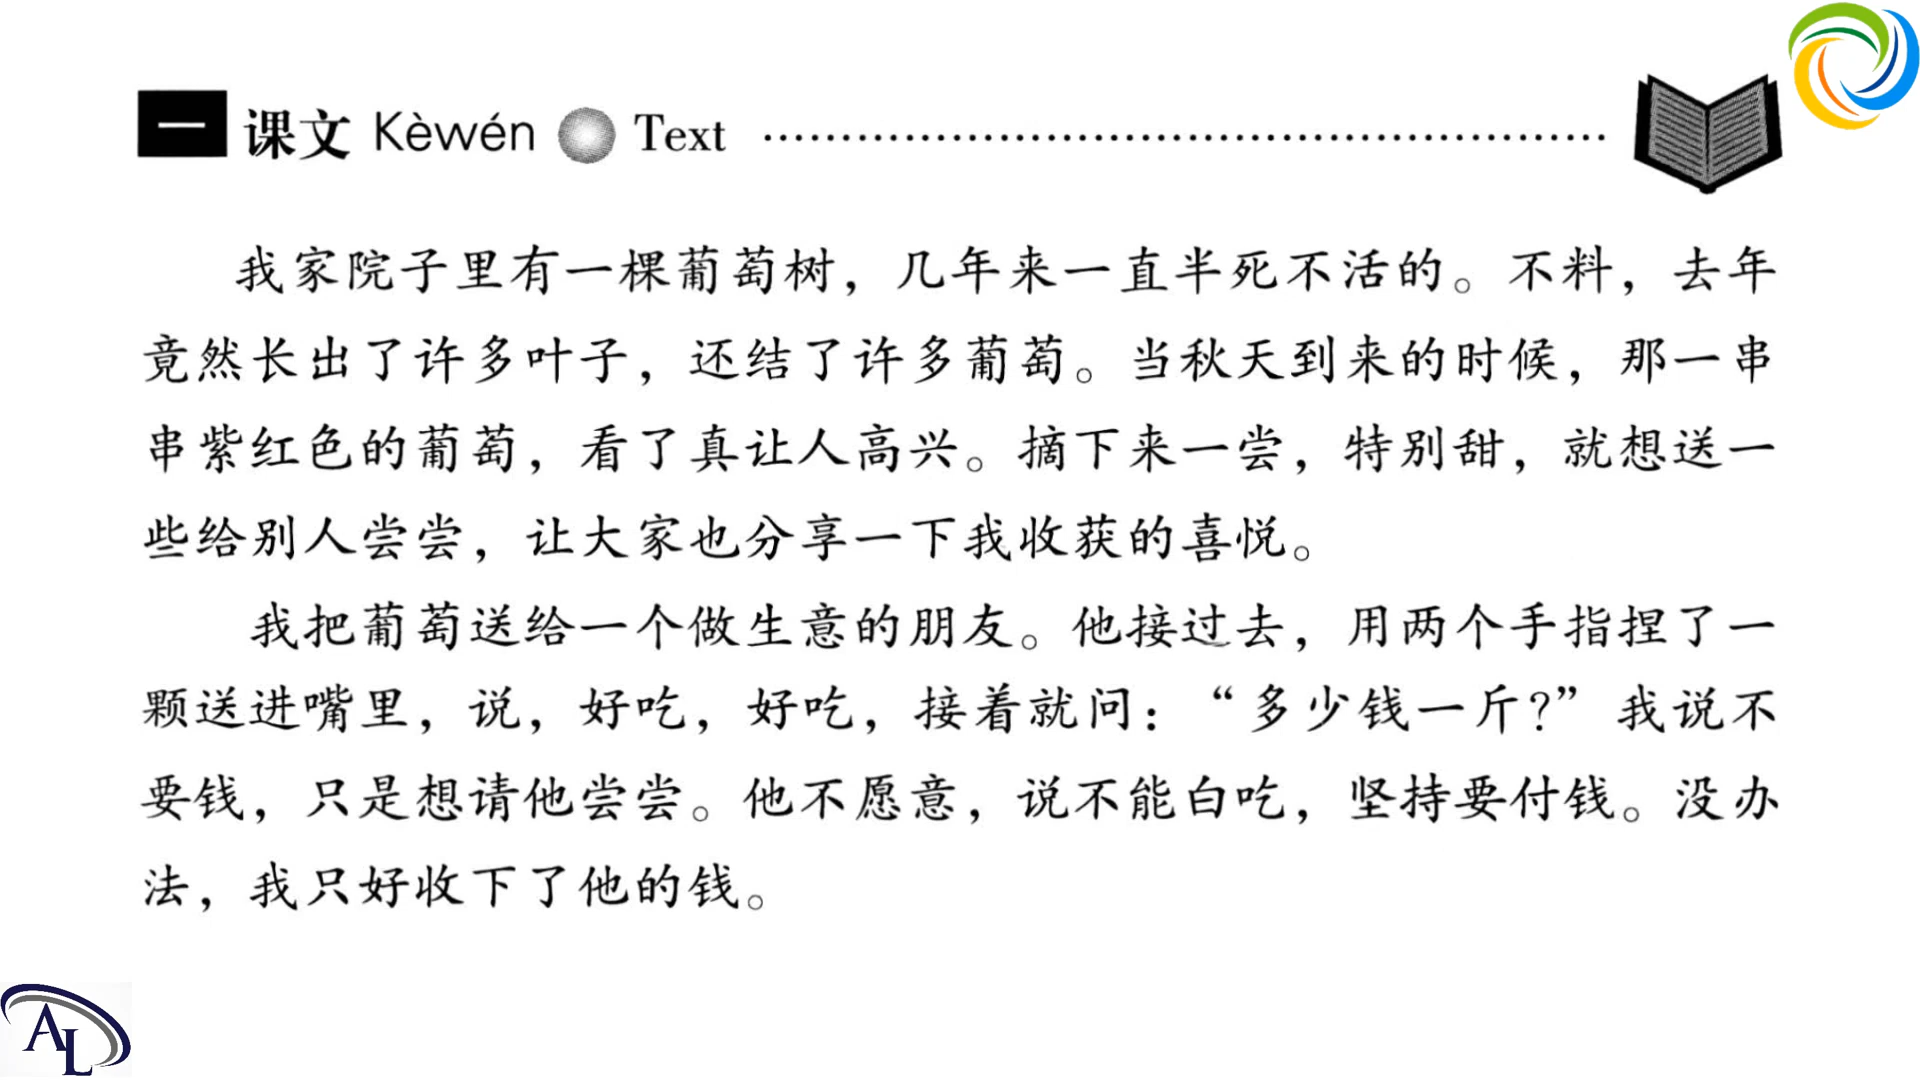 一 课文 Kèwén Text
我家院子里有一棵葡萄树，几年来一直半死不活的。不料，去年
竟然长出了许多叶子，还结了许多葡萄。当秋天到来的时候，那一串
串紫红色的葡萄，看了真让人高兴。摘下来一尝，特别甜，就想送一
些给别人尝尝，让大家也分享一下我收获的喜悦。
我把葡萄送给一个做生意的朋友。他接过去，用两个手指捏了一
颗送进嘴里，说，好吃，好吃，接着就问：“多少钱一斤?”我说不
要钱，只是想请他尝尝。他不愿意，说不能白吃，坚持要付钱。没办
法，我只好收下了他的钱。
AL